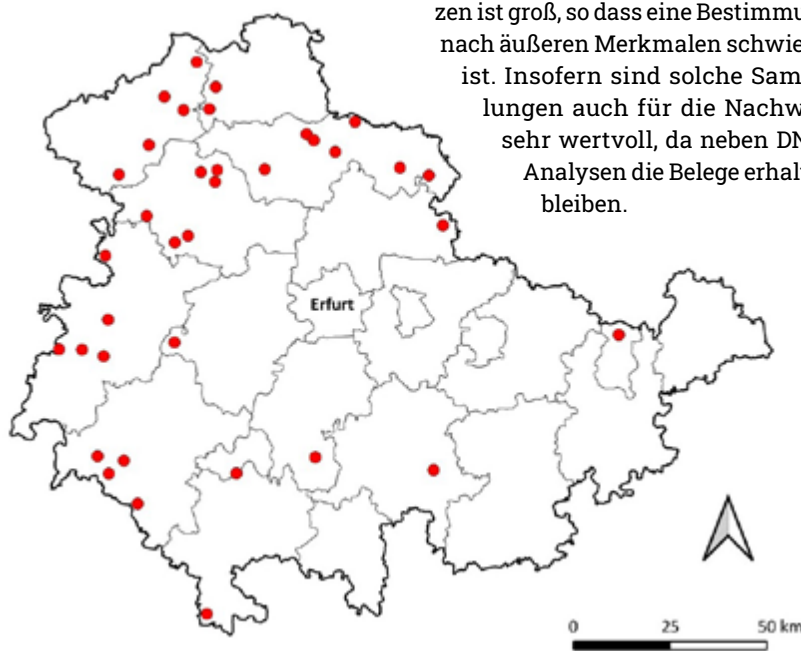 zen ist groß, so dass eine Bestimmu
nach äußeren Merkmalen schwie
ist. Insofern sind solche Sam
lungen auch für die Nachw
sehr wertvoll, da neben DN
Analysen die Belege erhal
bleiben.
Erfurt
0 25 50 km